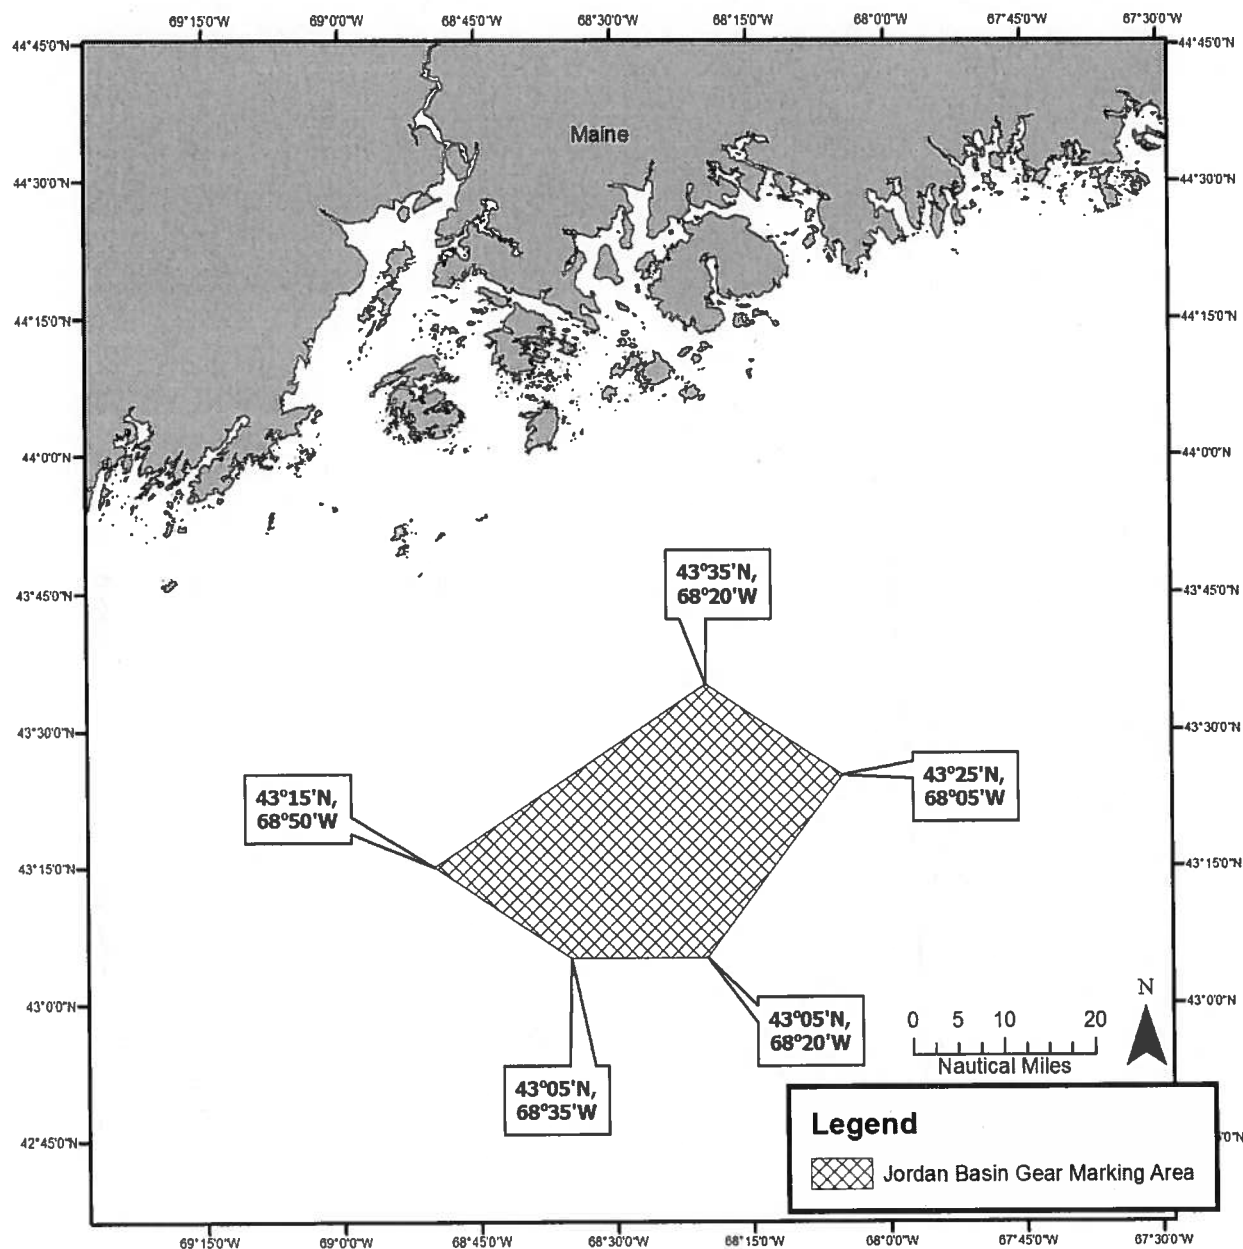 69°15'0"W 69°0'0"W 68°45'0"W 68°30'0"W 68°15'0"W 68°0'0"W 67°45'0"W 67°30'0"W
44°45'0"N 44°45'0"N
Maine
44°30'0"N 44°30'0"N
44°15'0"N 44°15'0"N
44°0'0"N 44°0'0"N
43°35'N,
68°20'W
43°45'0"N 43°45'0"N
43°30'0"N 43°30'0"N
43°25'N,
68°05'W
43°15'N,
68°50'W
43°15'0"N 43°15'0"N
43°0'0"N 43°0'0"N
N
43°05'N,
68°20'W
0 5 10 20
Nautical Miles
43°05'N,
68°35'W
Legend
42°45'0"N 5'0"N
Jordan Basin Gear Marking Area
69°15'0"W 69°0'0"W 68°45'0"W 68°30'0"W 68°15'0"W 68°0'0"W 67°45'0"W 67°30'0"W